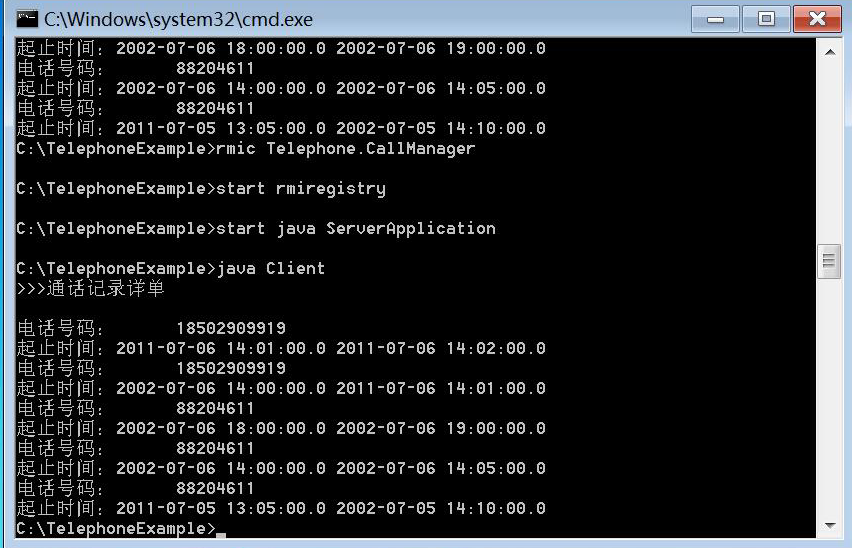 C:\Windows\system32\cmd.exe
起止时间：2002-07-06 18:00:00.0 2002-07-06 19:00:00.0
电话号码： 88204611
起止时间：2002-07-06 14:00:00.0 2002-07-06 14:05:00.0
电话号码： 88204611
起止时间：2011-07-05 13:05:00.0 2002-07-05 14:10:00.0
C:\TelephoneExample>rmic Telephone.CallManager
C:\TelephoneExample>start rmiregistry
C:\TelephoneExample>start java ServerApplication
C:\TelephoneExample>java Client
>>>通话记录详单
电话号码： 18502909919
起止时间：2011-07-06 14:01:00.0 2011-07-06 14:02:00.0
电话号码： 18502909919
起止时间：2002-07-06 14:00:00.0 2011-07-06 14:01:00.0
电话号码： 88204611
起止时间：2002-07-06 18:00:00.0 2002-07-06 19:00:00.0
电话号码： 88204611
起止时间：2002-07-06 14:00:00.0 2002-07-06 14:05:00.0
电话号码： 88204611
起止时间：2011-07-05 13:05:00.0 2002-07-05 14:10:00.0
C:\TelephoneExample>